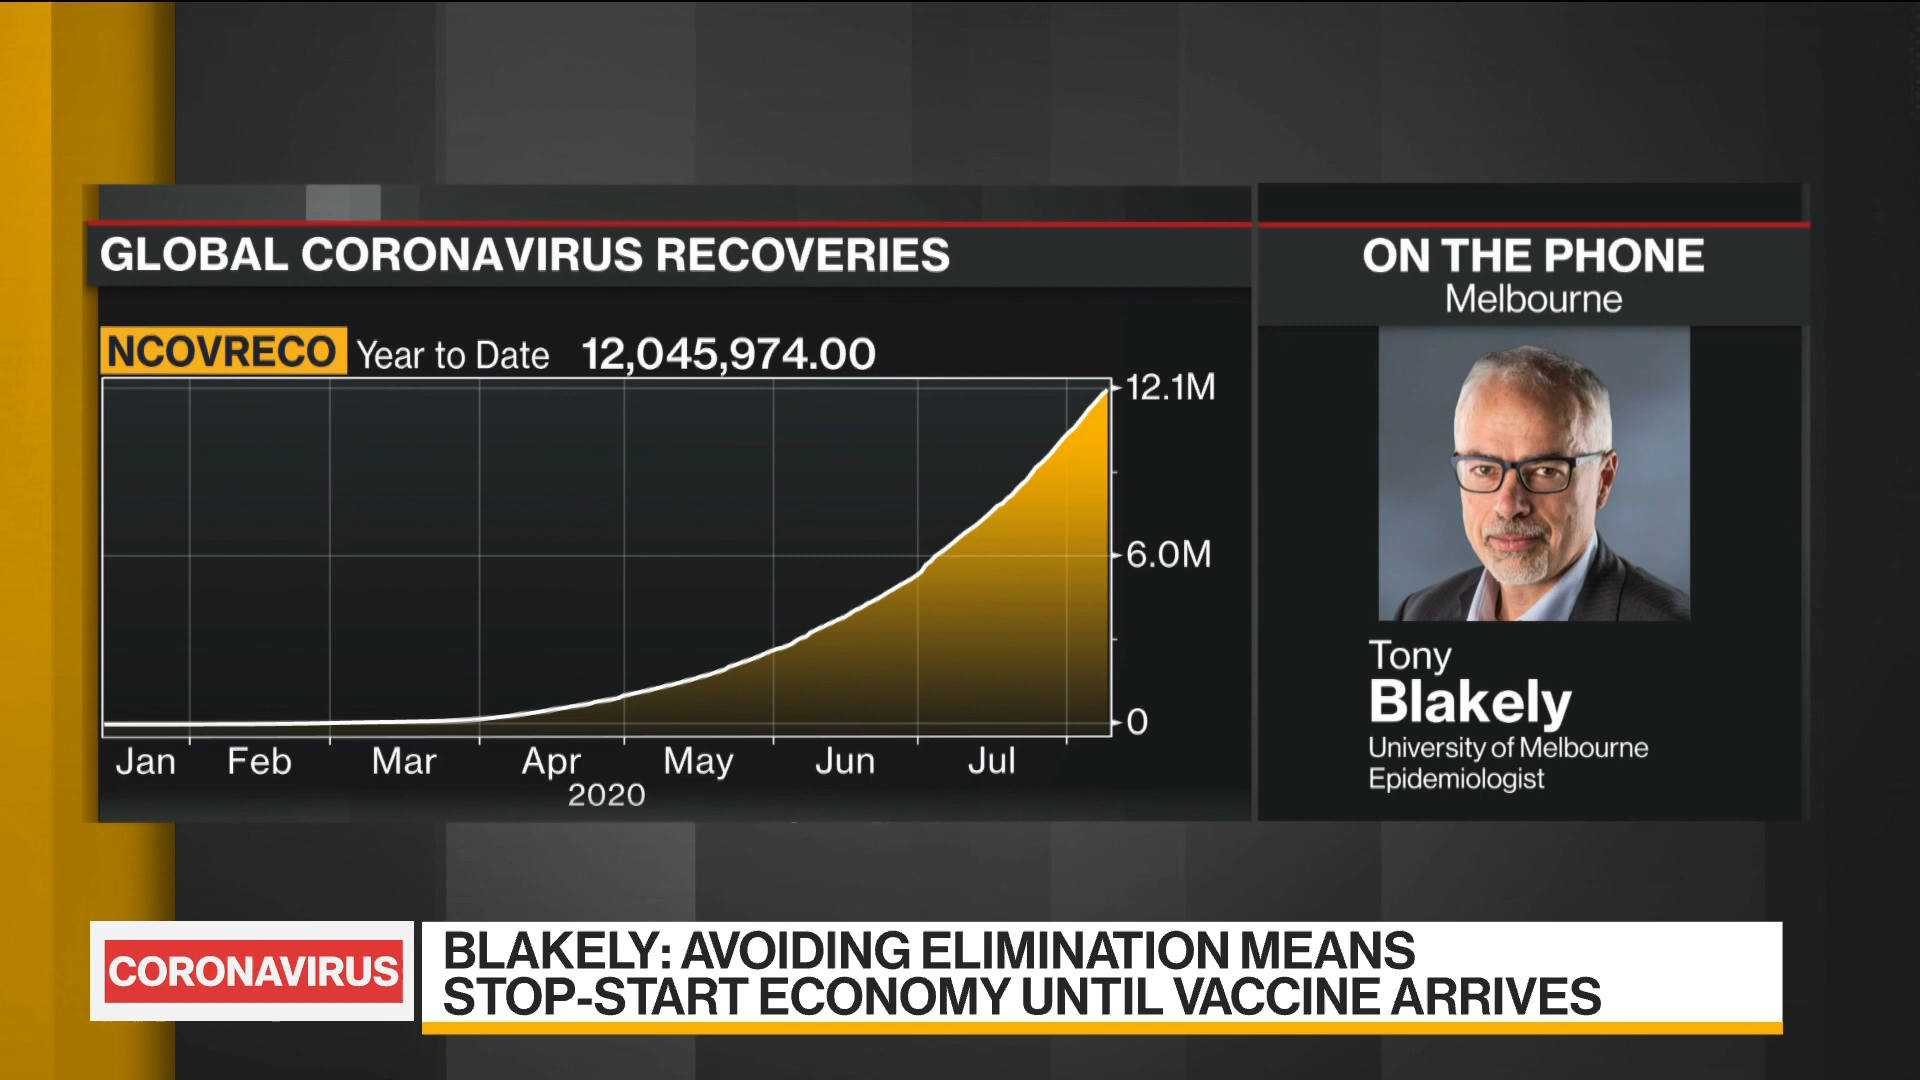 GLOBAL CORONAVIRUS RECOVERIES
NCOVRECO Year to Date 12,045,974.00
12.1M
6.0M
0
Jan Feb Mar Apr May Jun Jul
2020
ON THE PHONE
Melbourne
Tony
Blakely
University of Melbourne
Epidemiologist
CORONAVIRUS
BLAKELY: AVOIDING ELIMINATION MEANS
STOP-START ECONOMY UNTIL VACCINE ARRIVES